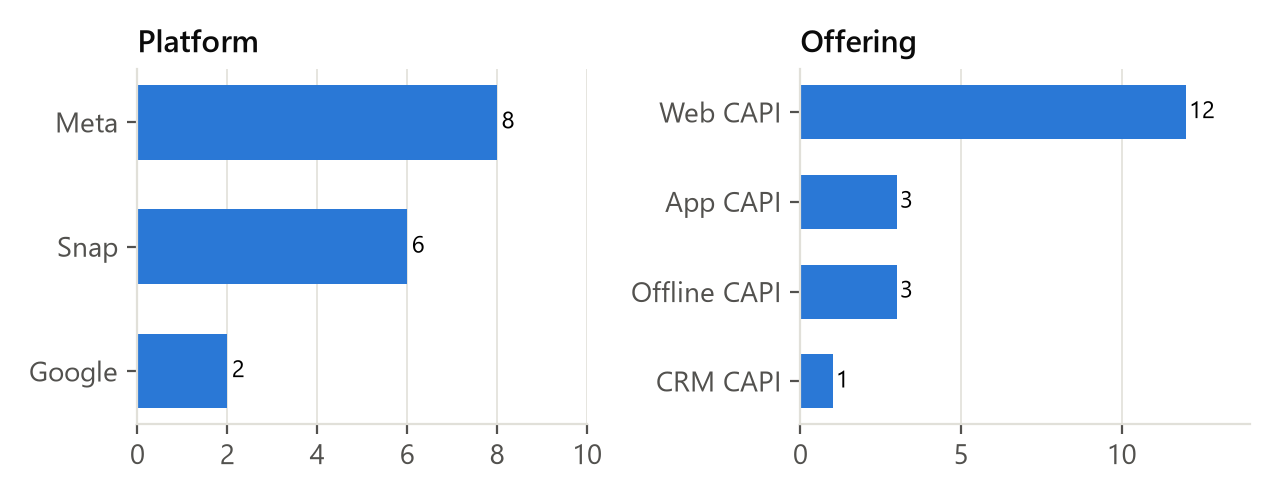 Platform
Meta
8
Snap
6
Google
2
0 2 4 6 8 10
Offering
Web CAPI
12
App CAPI
3
Offline CAPI
3
CRM CAPI
1
0 5 10